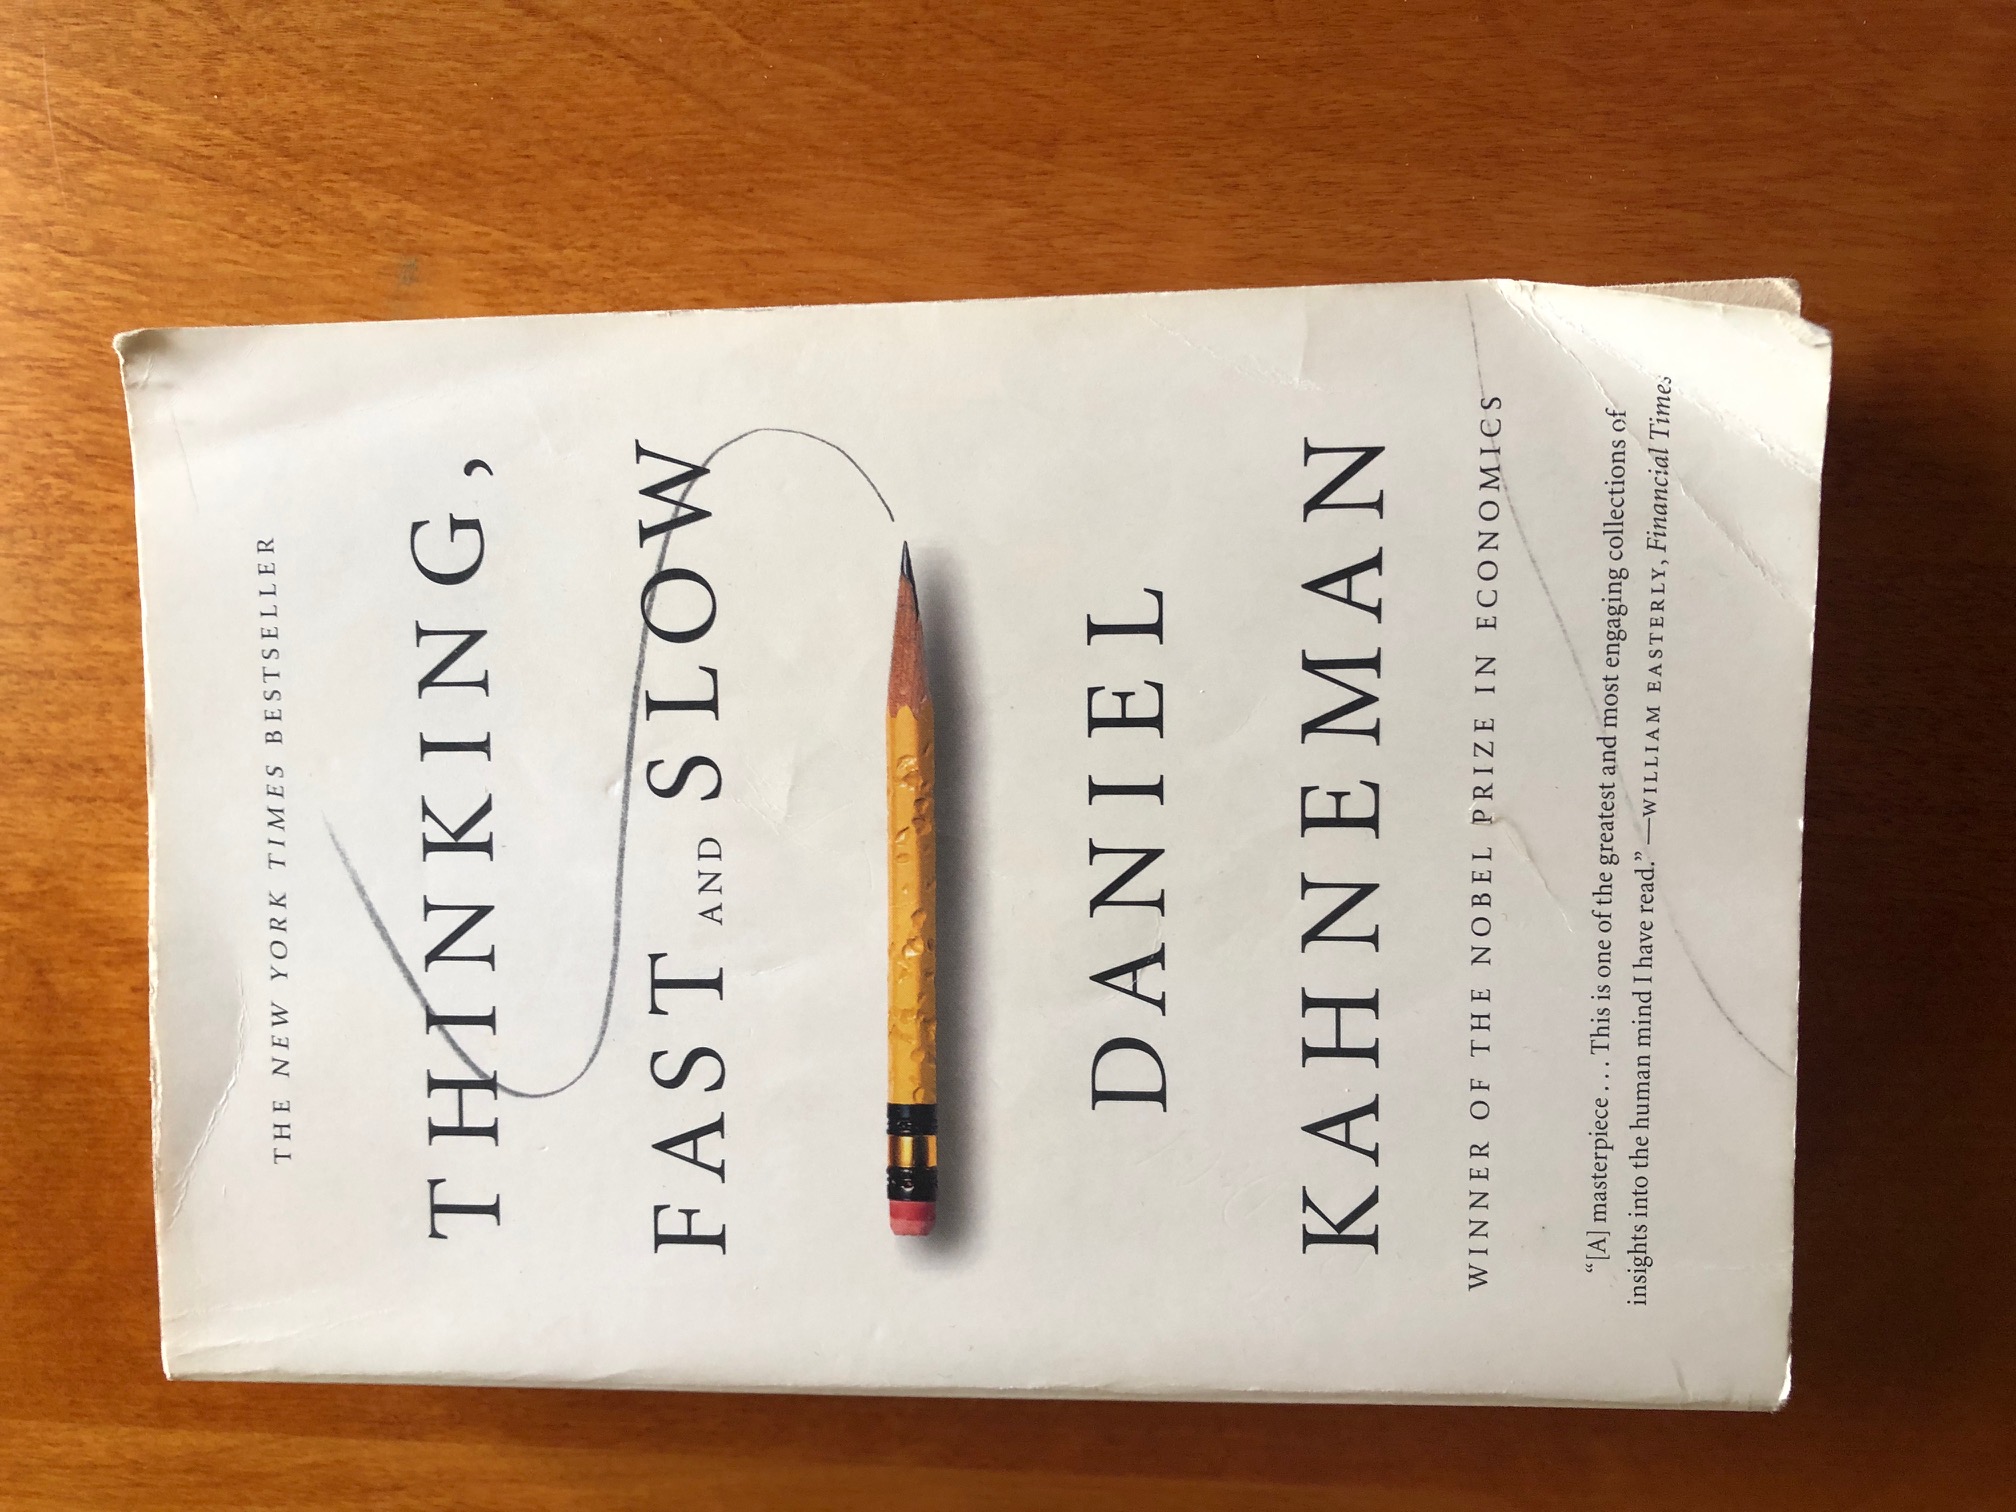 THE NEW YORK TIMES BESTSELLER
THINKING,
FAST AND SLOW
DANIEL
KAHNEMAN
WINNER OF THE NOBEL PRIZE IN ECONOMICS
“[A] masterpiece . . . This is one of the greatest and most engaging collections of
insights into the human mind I have read.” —WILLIAM EASTERLY, Financial Times